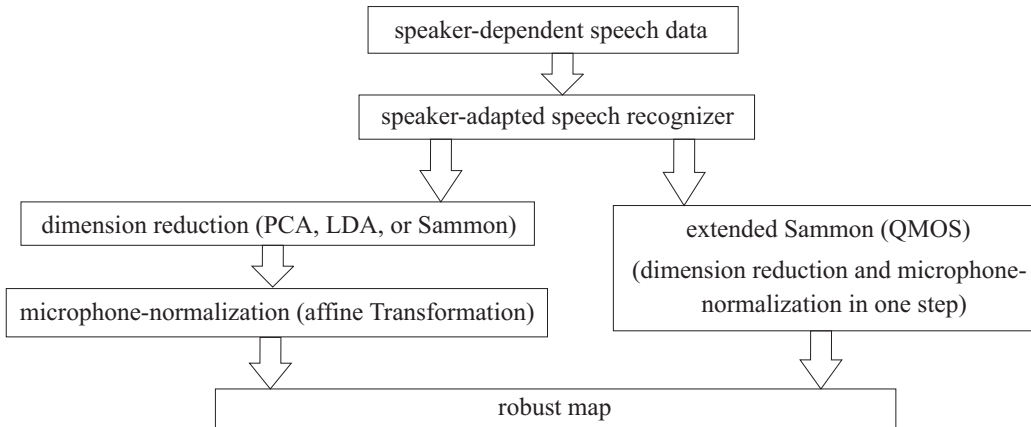 speaker-dependent speech data
speaker-adapted speech recognizer
dimension reduction (PCA, LDA, or Sammon)
microphone-normalization (affine Transformation)
extended Sammon (QMOS)
(dimension reduction and microphone-
normalization in one step)
robust map